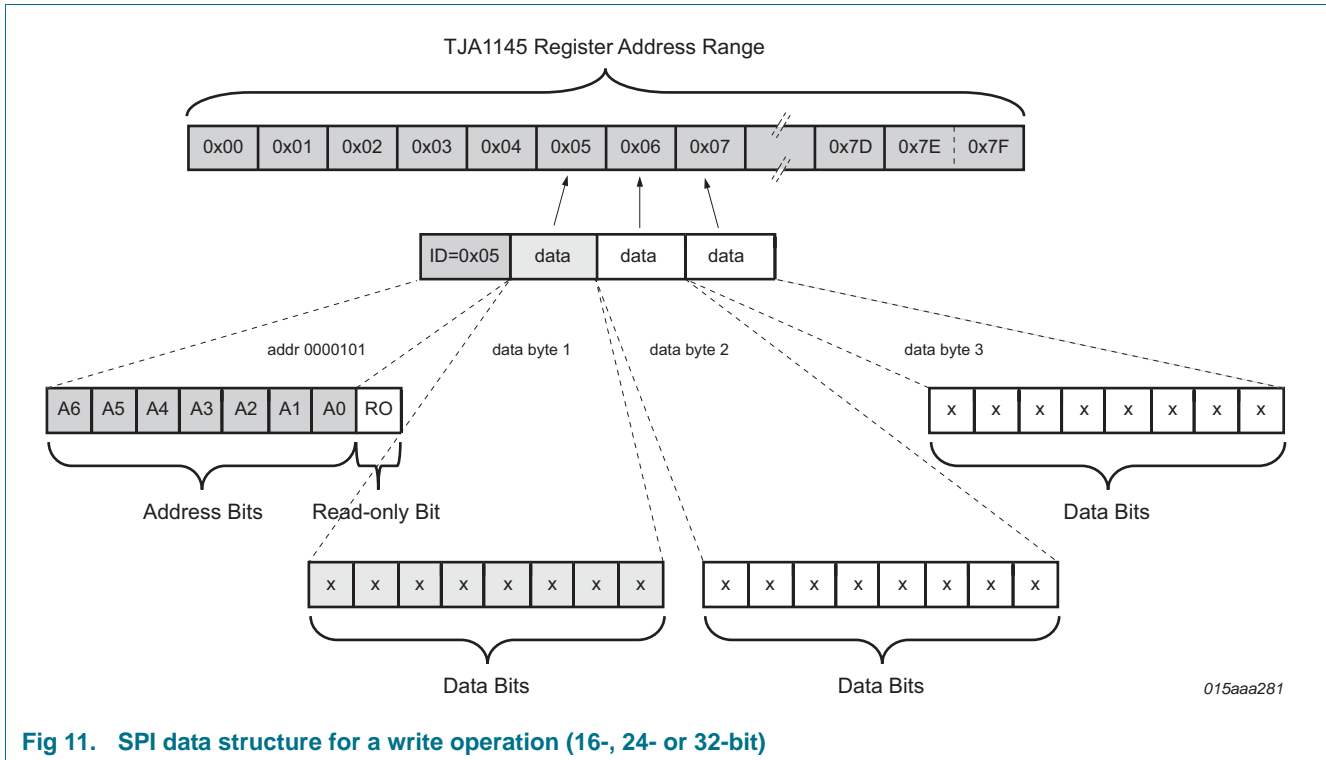 TJA1145 Register Address Range
0x00 0x01 0x02 0x03 0x04 0x05 0x06 0x07 0x7D 0x7E 0x7F
ID=0x05 data data data
addr 0000101 data byte 1 data byte 2 data byte 3
A6 A5 A4 A3 A2 A1 A0 RO x x x x x x x x
Address Bits Read-only Bit Data Bits
x x x x x x x x x x x x x x x x
Data Bits Data Bits 015aaa281
Fig 11. SPI data structure for a write operation (16-, 24- or 32-bit)